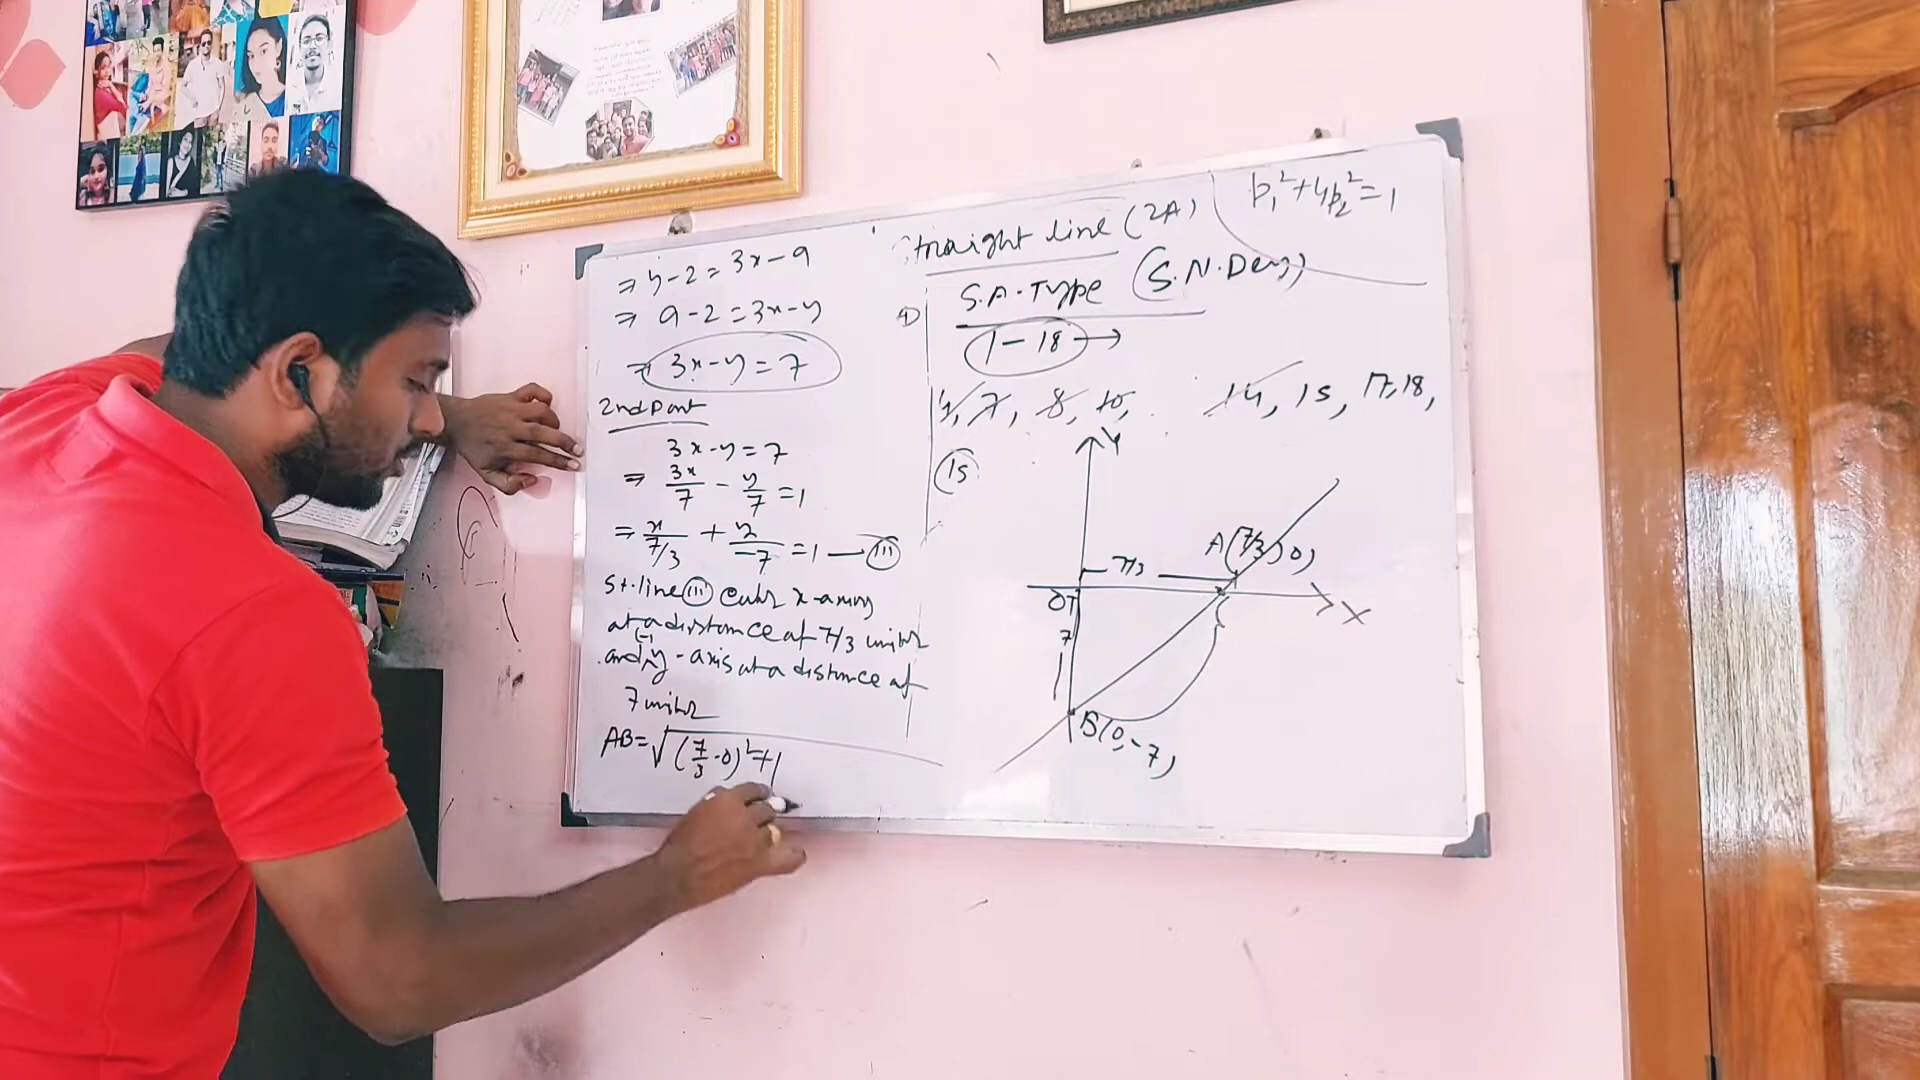 ⇒ y-2 = 3x-9
⇒ 9-2 = 3x-y
⇒ 3x-y = 7
2nd Part
3x-y = 7
⇒ 3x/7 - y/7 = 1
⇒ x/7/3 + y/-7 = 1 — (III)
St. line (III) cuts x-axis
at a distance of 7/3 units
and (-) y-axis at a distance of
7 units
AB = √(7/3-0)²+(
Straight line (2A)
p₁²+4p₂²=1
S.A. Type (S.N. Dey)
1-18 →
7, 8, 10, 14, 15, 17, 18,
(15)
Y
A(7/3, 0)
7/3
O
X
7
B(0,-7)